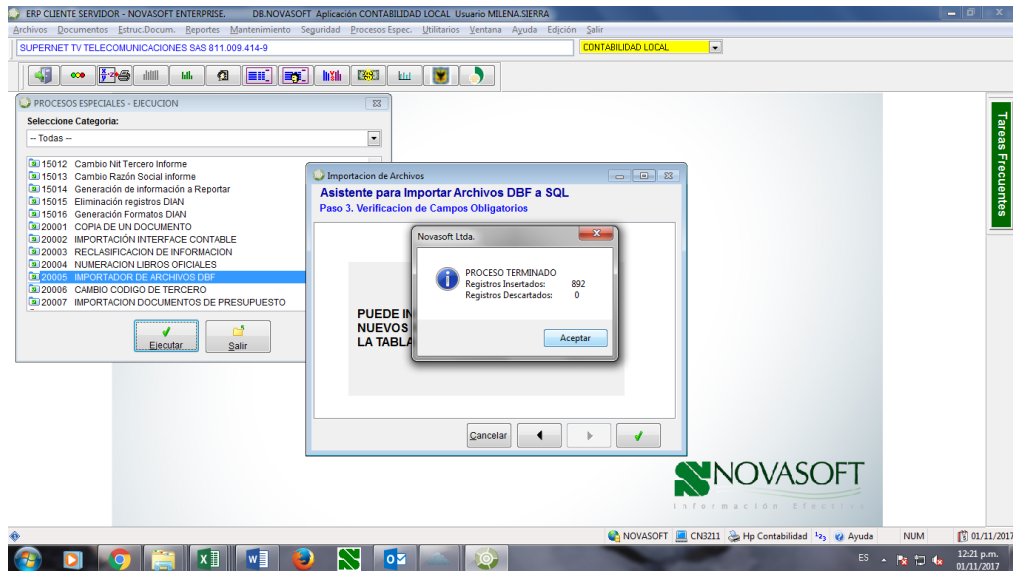 ERP CLIENTE SERVIDOR - NOVASOFT ENTERPRISE. DB.NOVASOFT Aplicación CONTABILIDAD LOCAL Usuario MILENA.SIERRA
Archivos Documentos Estruc.Docum. Reportes Mantenimiento Seguridad Procesos Espec. Utilitarios Ventana Ayuda Edjción Salir
SUPERNET TV TELECOMUNICACIONES SAS 811.009.414-9 CONTABILIDAD LOCAL
Tareas Frecuentes
PROCESOS ESPECIALES - EJECUCION
Seleccione Categoria:
-- Todas --
15012 Cambio Nit Tercero Informe
15013 Cambio Razón Social informe
15014 Generación de información a Reportar
15015 Eliminación registros DIAN
15016 Generación Formatos DIAN
20001 COPIA DE UN DOCUMENTO
20002 IMPORTACIÓN INTERFACE CONTABLE
20003 RECLASIFICACION DE INFORMACION
20004 NUMERACION LIBROS OFICIALES
20005 IMPORTADOR DE ARCHIVOS DBF
20006 CAMBIO CODIGO DE TERCERO
20007 IMPORTACION DOCUMENTOS DE PRESUPUESTO
Ejecutar Salir
Importacion de Archivos
Asistente para Importar Archivos DBF a SQL
Paso 3. Verificacion de Campos Obligatorios
PUEDE IN
NUEVOS
LA TABLA
Novasoft Ltda.
PROCESO TERMINADO
Registros Insertados: 892
Registros Descartados: 0
Aceptar
Cancelar
NOVASOFT
Información Efectiva
NOVASOFT CN3211 Hp Contabilidad 123 Ayuda NUM 01/11/2017
ES 12:21 p.m.
01/11/2017